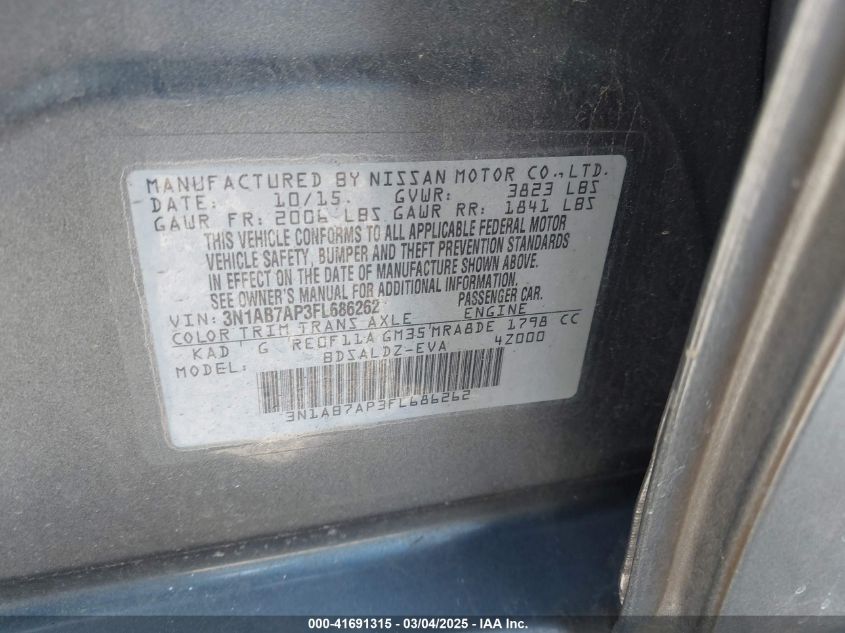 MANUFACTURED BY NISSAN MOTOR CO.,LTD.
DATE: 10/15. GVWR: 3823 LBS
GAWR FR: 2006 LBS GAWR RR: 1841 LBS
THIS VEHICLE CONFORMS TO ALL APPLICABLE FEDERAL MOTOR
VEHICLE SAFETY, BUMPER AND THEFT PREVENTION STANDARDS
IN EFFECT ON THE DATE OF MANUFACTURE SHOWN ABOVE.
SEE OWNER'S MANUAL FOR ADDITIONAL INFORMATION.
VIN: 3N1AB7AP3FL686262 PASSENGER CAR.
COLOR TRIM TRANS AXLE ENGINE
KAD G RE0F11A GM35 MRA8DE 1798 CC
MODEL: BDSALDZ-EVA 4Z000
3N1AB7AP3FL686262
000-41691315 - 03/04/2025 - IAA Inc.